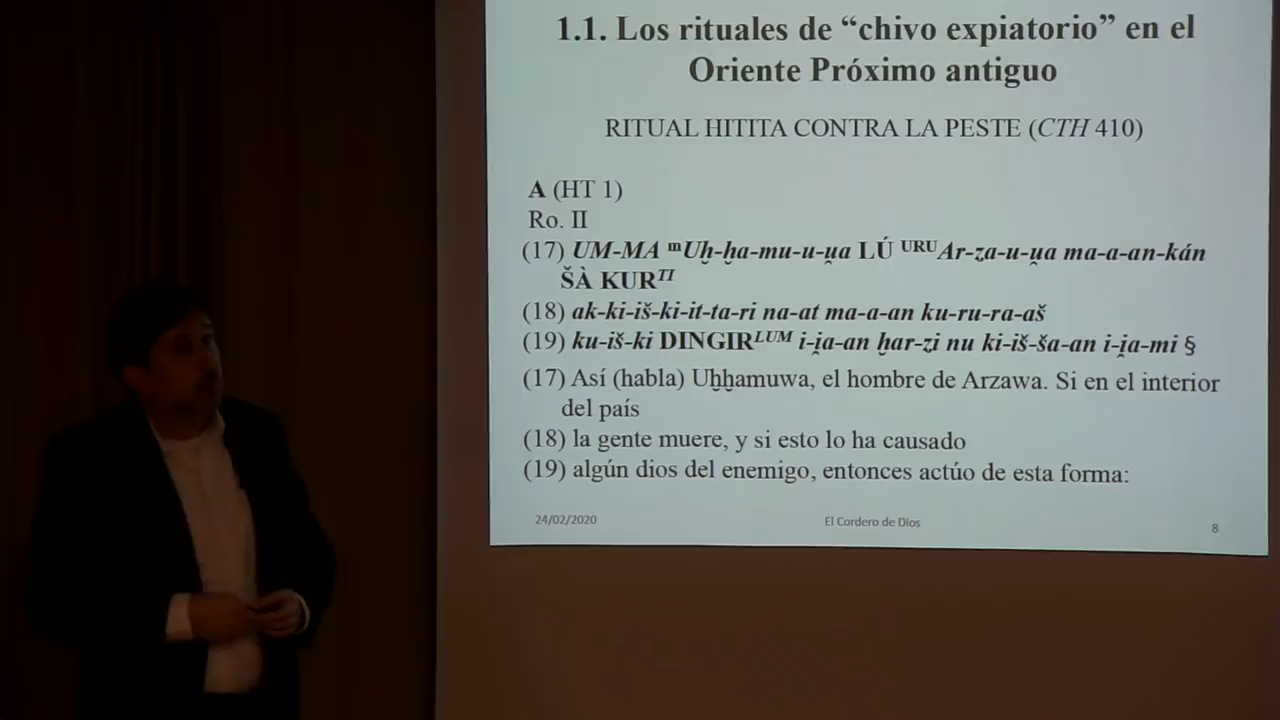 1.1. Los rituales de “chivo expiatorio” en el
Oriente Próximo antiguo
RITUAL HITITA CONTRA LA PESTE (CTH 410)
A (HT 1)
Ro. II
(17) UM-MA ᵐUḫ-ḫa-mu-u-u̯a LÚ ᵁᴿᵁAr-za-u-u̯a ma-a-an-kán
ŠÀ KURᵀᴵ
(18) ak-ki-iš-ki-it-ta-ri na-at ma-a-an ku-ru-ra-aš
(19) ku-iš-ki DINGIRᴸᵁᴹ i-i̯a-an ḫar-zi nu ki-iš-ša-an i-i̯a-mi §
(17) Así (habla) Uḫḫamuwa, el hombre de Arzawa. Si en el interior
del país
(18) la gente muere, y si esto lo ha causado
(19) algún dios del enemigo, entonces actúo de esta forma:
24/02/2020 El Cordero de Dios 8